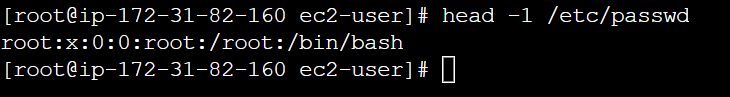 [root@ip-172-31-82-160 ec2-user]# head -1 /etc/passwd
root:x:0:0:root:/root:/bin/bash
[root@ip-172-31-82-160 ec2-user]#